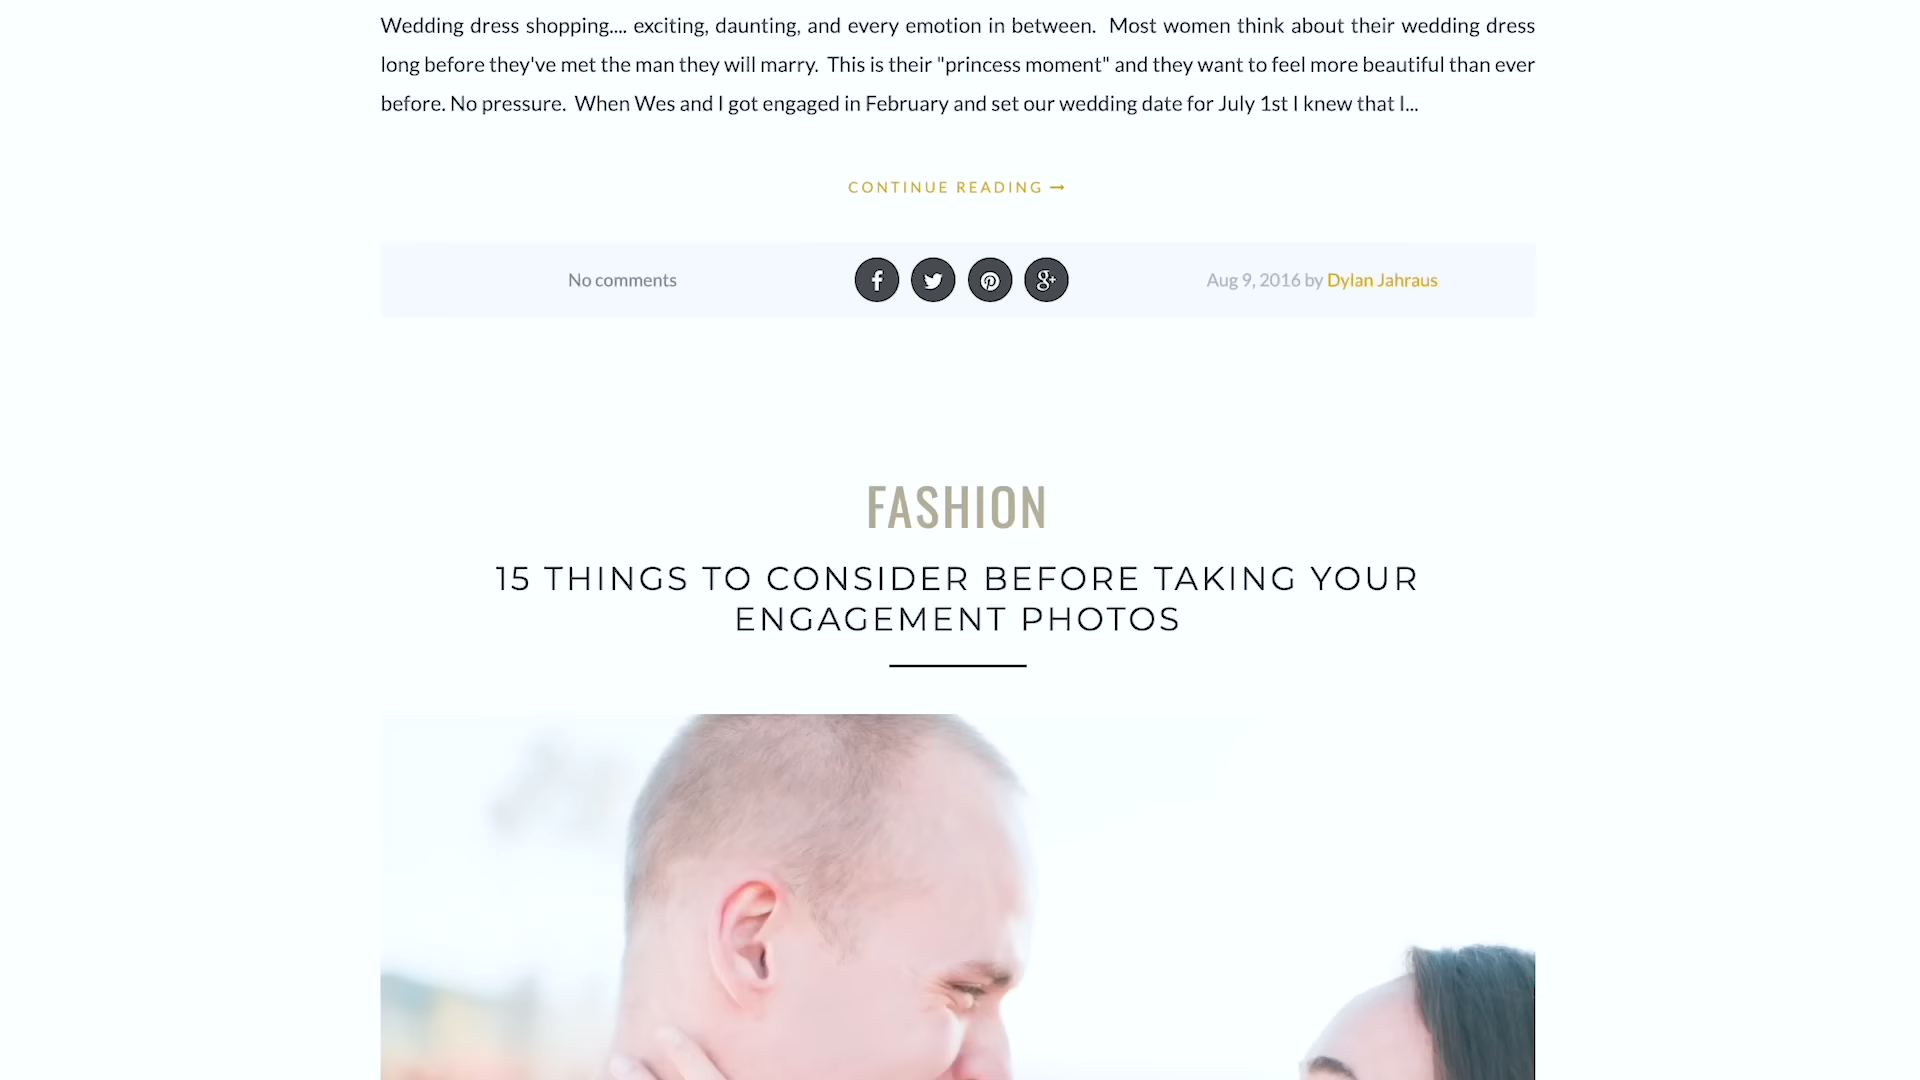 Wedding dress shopping.... exciting, daunting, and every emotion in between.  Most women think about their wedding dress
long before they've met the man they will marry.  This is their "princess moment" and they want to feel more beautiful than ever
before. No pressure.  When Wes and I got engaged in February and set our wedding date for July 1st I knew that I...
CONTINUE READING →
No comments
Aug 9, 2016 by Dylan Jahraus
FASHION
15 THINGS TO CONSIDER BEFORE TAKING YOUR
ENGAGEMENT PHOTOS